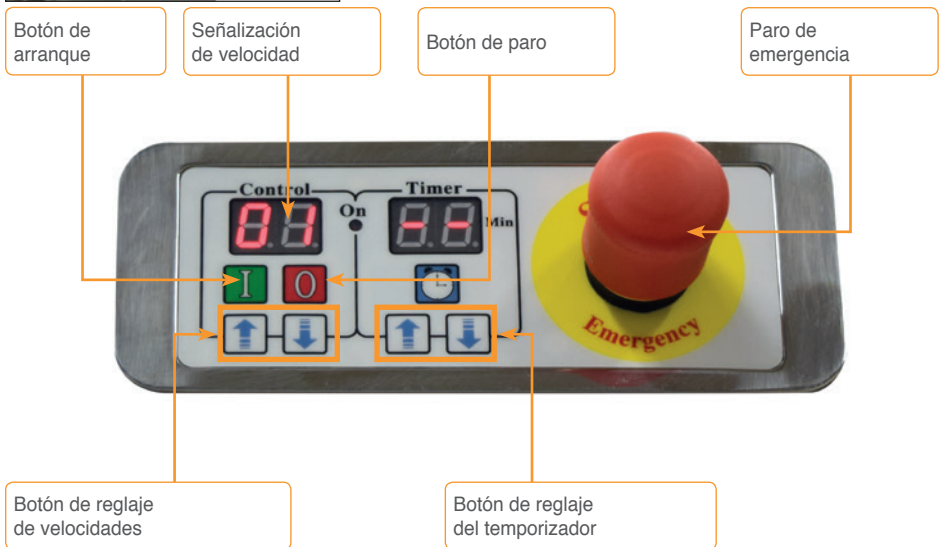 Botón de
arranque
Señalización
de velocidad
Botón de paro
Paro de
emergencia
Control
Timer
01
On
--
Min
I
0
Emergency
Botón de reglaje
de velocidades
Botón de reglaje
del temporizador